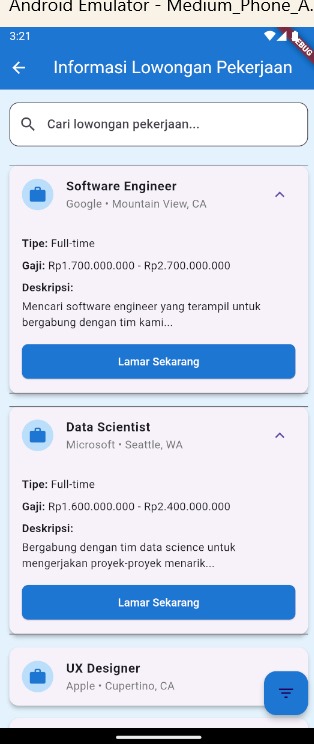 Android Emulator - Medium_Phone_A.
3:21
DEBUG
Informasi Lowongan Pekerjaan
Cari lowongan pekerjaan...
Software Engineer
Google • Mountain View, CA
Tipe: Full-time
Gaji: Rp1.700.000.000 - Rp2.700.000.000
Deskripsi:
Mencari software engineer yang terampil untuk
bergabung dengan tim kami...
Lamar Sekarang
Data Scientist
Microsoft • Seattle, WA
Tipe: Full-time
Gaji: Rp1.600.000.000 - Rp2.400.000.000
Deskripsi:
Bergabung dengan tim data science untuk
mengerjakan proyek-proyek menarik...
Lamar Sekarang
UX Designer
Apple • Cupertino, CA